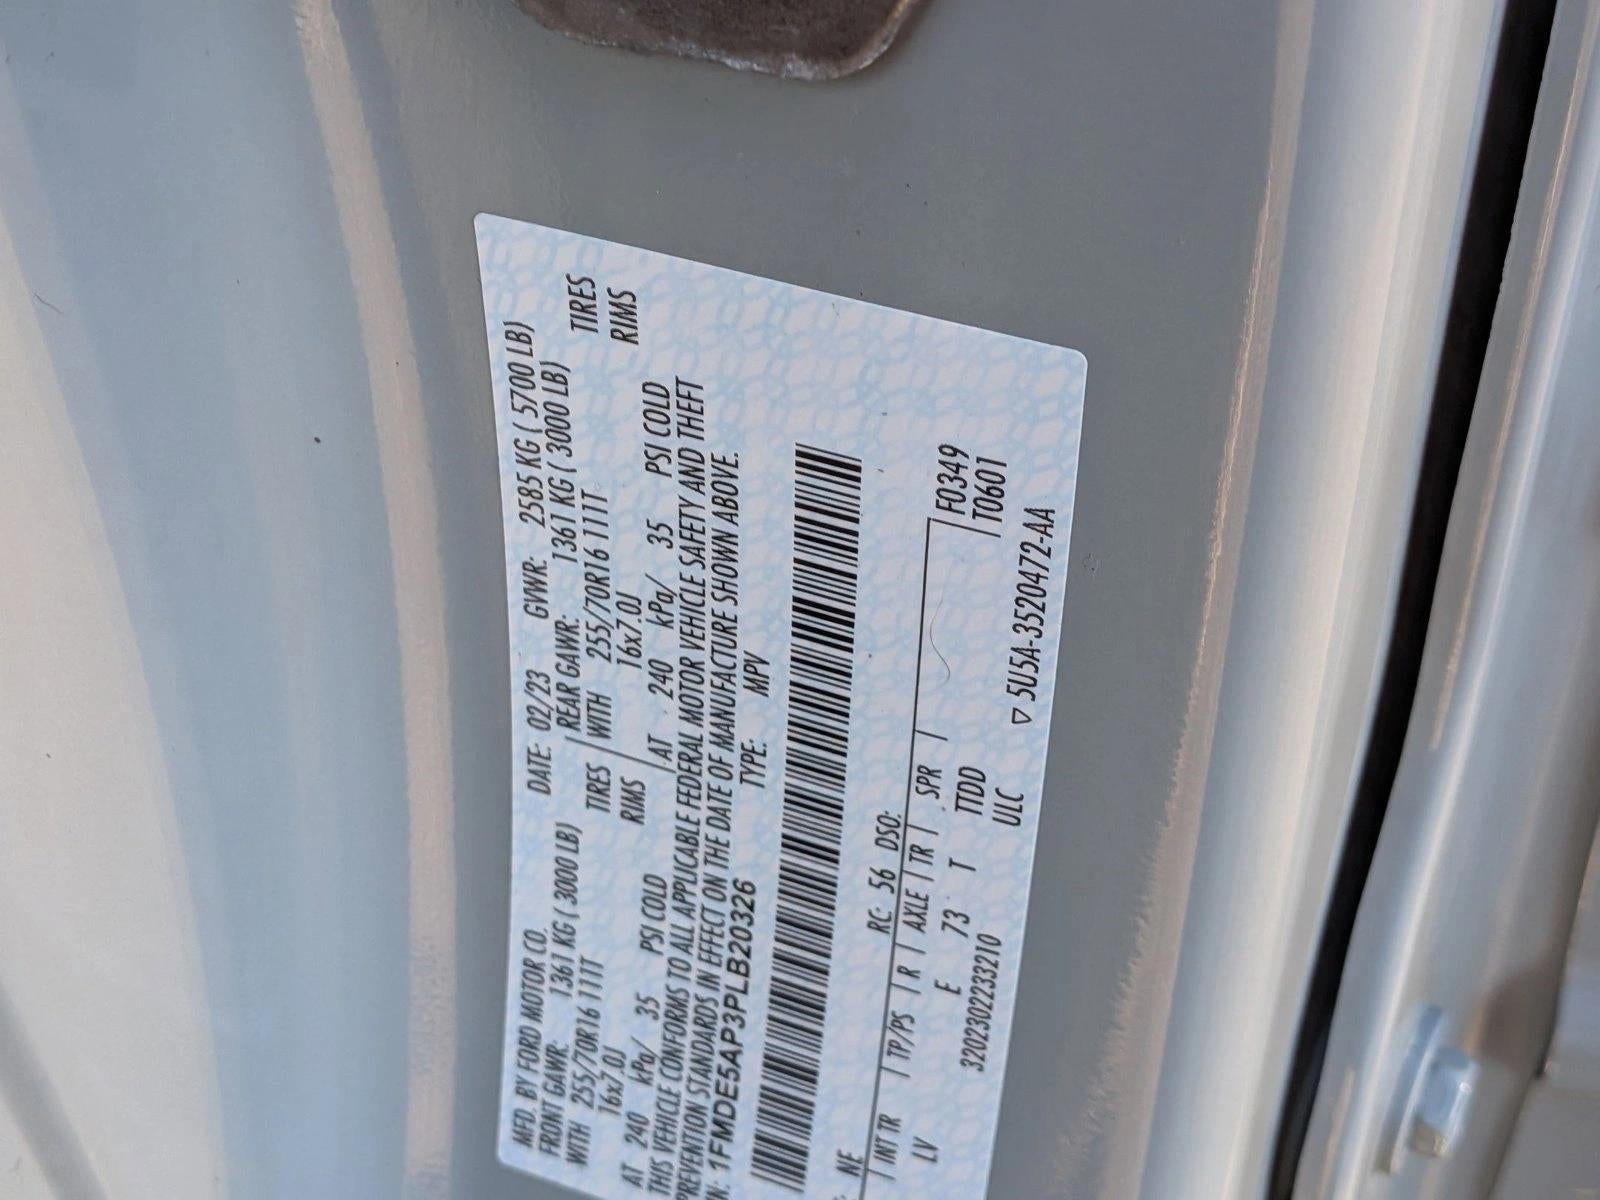 MFD. BY FORD MOTOR CO. DATE: 02/23 GVWR: 2585 KG ( 5700 LB)
FRONT GAWR: 1361 KG ( 3000 LB) REAR GAWR: 1361 KG ( 3000 LB)
WITH 255/70R16 111T TIRES WITH 255/70R16 111T TIRES
16x7.0J RIMS 16x7.0J RIMS
AT 240 kPa/ 35 PSI COLD AT 240 kPa/ 35 PSI COLD
THIS VEHICLE CONFORMS TO ALL APPLICABLE FEDERAL MOTOR VEHICLE SAFETY AND THEFT
PREVENTION STANDARDS IN EFFECT ON THE DATE OF MANUFACTURE SHOWN ABOVE.
IN: 1FMDE5AP3PLB20326 TYPE: MPV
NE RC: 56 DSO:
INT TR TP/PS R AXLE TR SPR F0349
LV E 73 T TTDD T0601
3202302233210 ULC
▽ 5U5A-3520472-AA